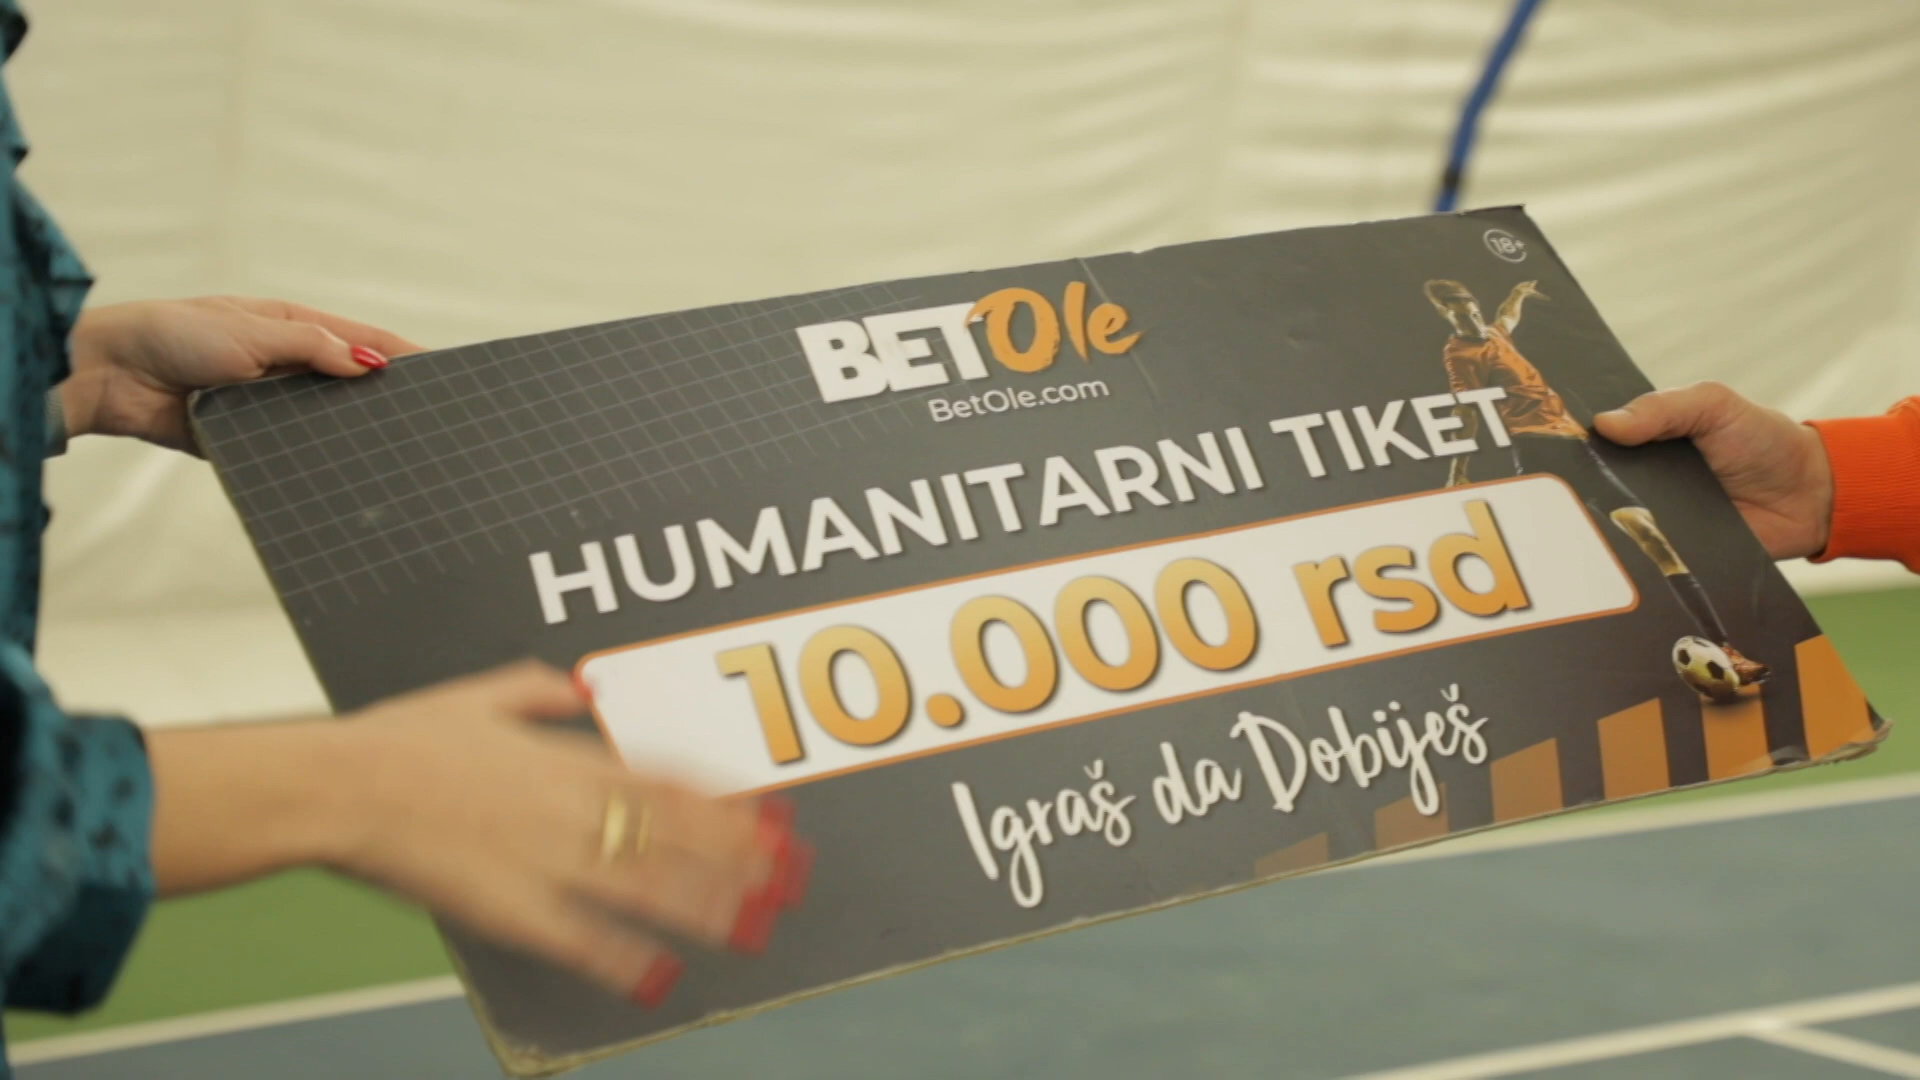 18+
BETOle
BetOle.com
HUMANITARNI TIKET
10.000 rsd
Igraš da Dobiješ